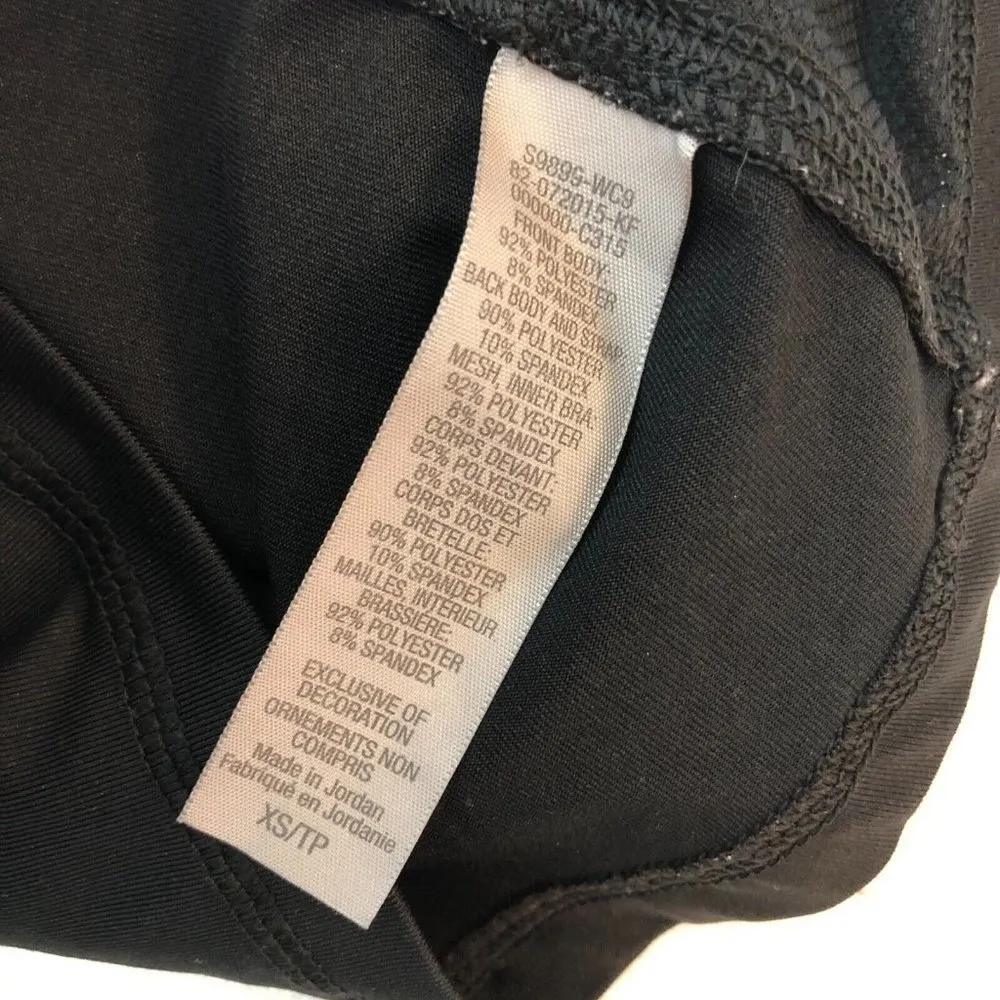 S9895-WC9
82-072015-KF
000000-C315
FRONT BODY:
92% POLYESTER
8% SPANDEX
BACK BODY AND STRAP:
90% POLYESTER
10% SPANDEX
MESH, INNER BRA:
92% POLYESTER
8% SPANDEX
CORPS DEVANT:
92% POLYESTER
8% SPANDEX
CORPS DOS ET
BRETELLE:
90% POLYESTER
10% SPANDEX
MAILLES, INTERIEUR
BRASSIERE:
92% POLYESTER
8% SPANDEX
EXCLUSIVE OF
DECORATION
ORNEMENTS NON
COMPRIS
Made in Jordan
Fabriqué en Jordanie
XS/TP